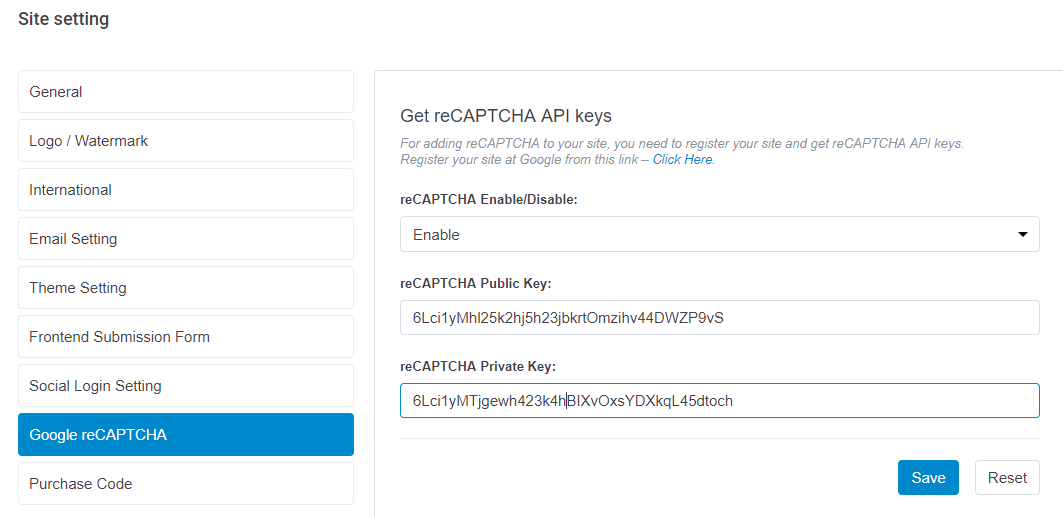 Site setting
General
Logo / Watermark
International
Email Setting
Theme Setting
Frontend Submission Form
Social Login Setting
Google reCAPTCHA
Purchase Code
Get reCAPTCHA API keys
For adding reCAPTCHA to your site, you need to register your site and get reCAPTCHA API keys.
Register your site at Google from this link – Click Here.
reCAPTCHA Enable/Disable:
Enable
reCAPTCHA Public Key:
6Lci1yMhl25k2hj5h23jbkrtOmzihv44DWZP9vS
reCAPTCHA Private Key:
6Lci1yMTjgewh423k4hBIXvOxsYDXkqL45dtoch
Save
Reset